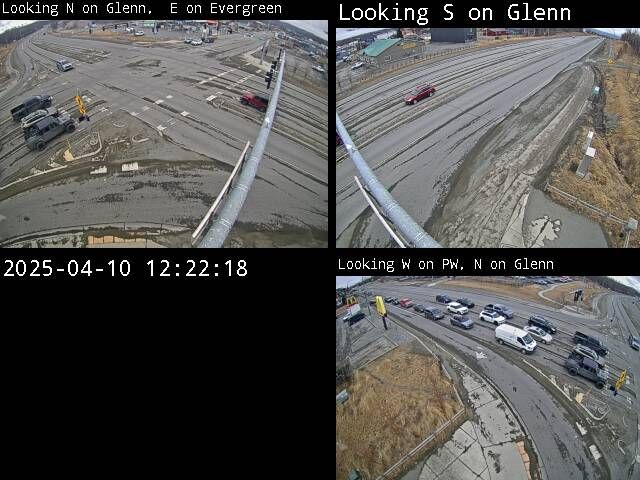 Looking N on Glenn,  E on Evergreen
Looking S on Glenn
2025-04-10 12:22:18
Looking W on PW, N on Glenn